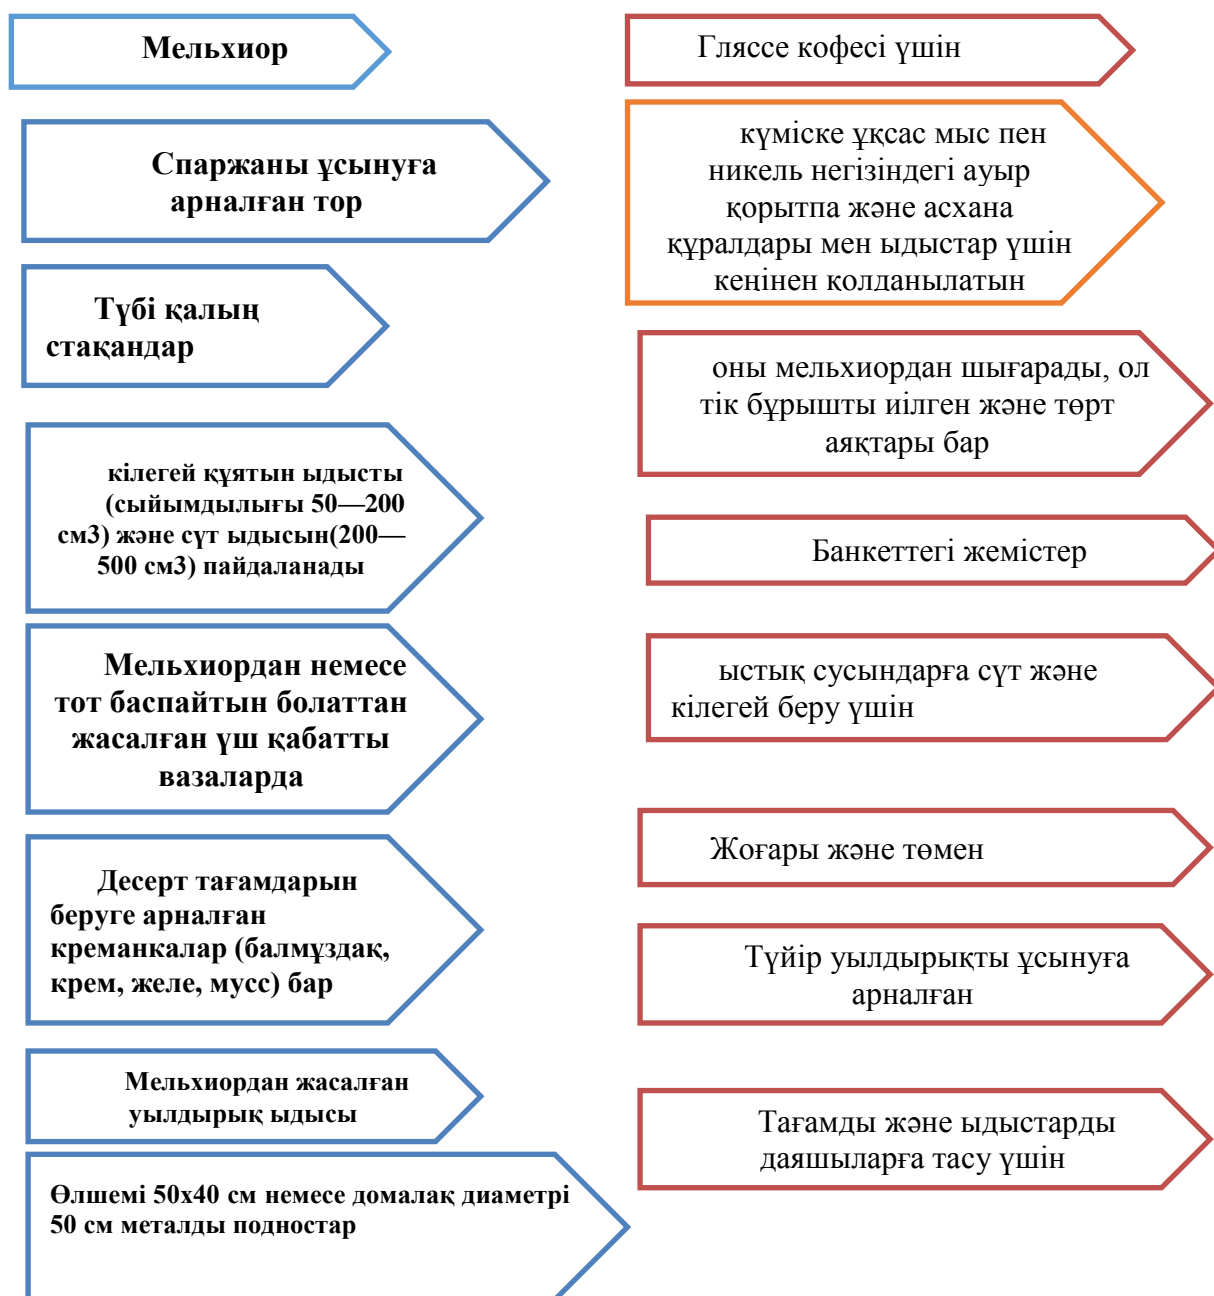 Мельхиор
Спаржаны ұсынуға
арналған тор
Түбі қалың
стақандар
кілегей құятын ыдысты
(сыйымдылығы 50—200
см3) және сүт ыдысын(200—
500 см3) пайдаланады
Мельхиордан немесе
тот баспайтын болаттан
жасалған үш қабатты
вазаларда
Десерт тағамдарын
беруге арналған
креманкалар (балмұздақ,
крем, желе, мусс) бар
Мельхиордан жасалған
уылдырық ыдысы
Өлшемі 50х40 см немесе домалақ диаметрі
50 см металды подностар
Гляссе кофесі үшін
күміске ұқсас мыс пен
никель негізіндегі ауыр
қорытпа және асхана
құралдары мен ыдыстар үшін
кеңінен қолданылатын
оны мельхиордан шығарады, ол
тік бұрышты иілген және төрт
аяқтары бар
Банкеттегі жемістер
ыстық сусындарға сүт және
кілегей беру үшін
Жоғары және төмен
Түйір уылдырықты ұсынуға
арналған
Тағамды және ыдыстарды
даяшыларға тасу үшін